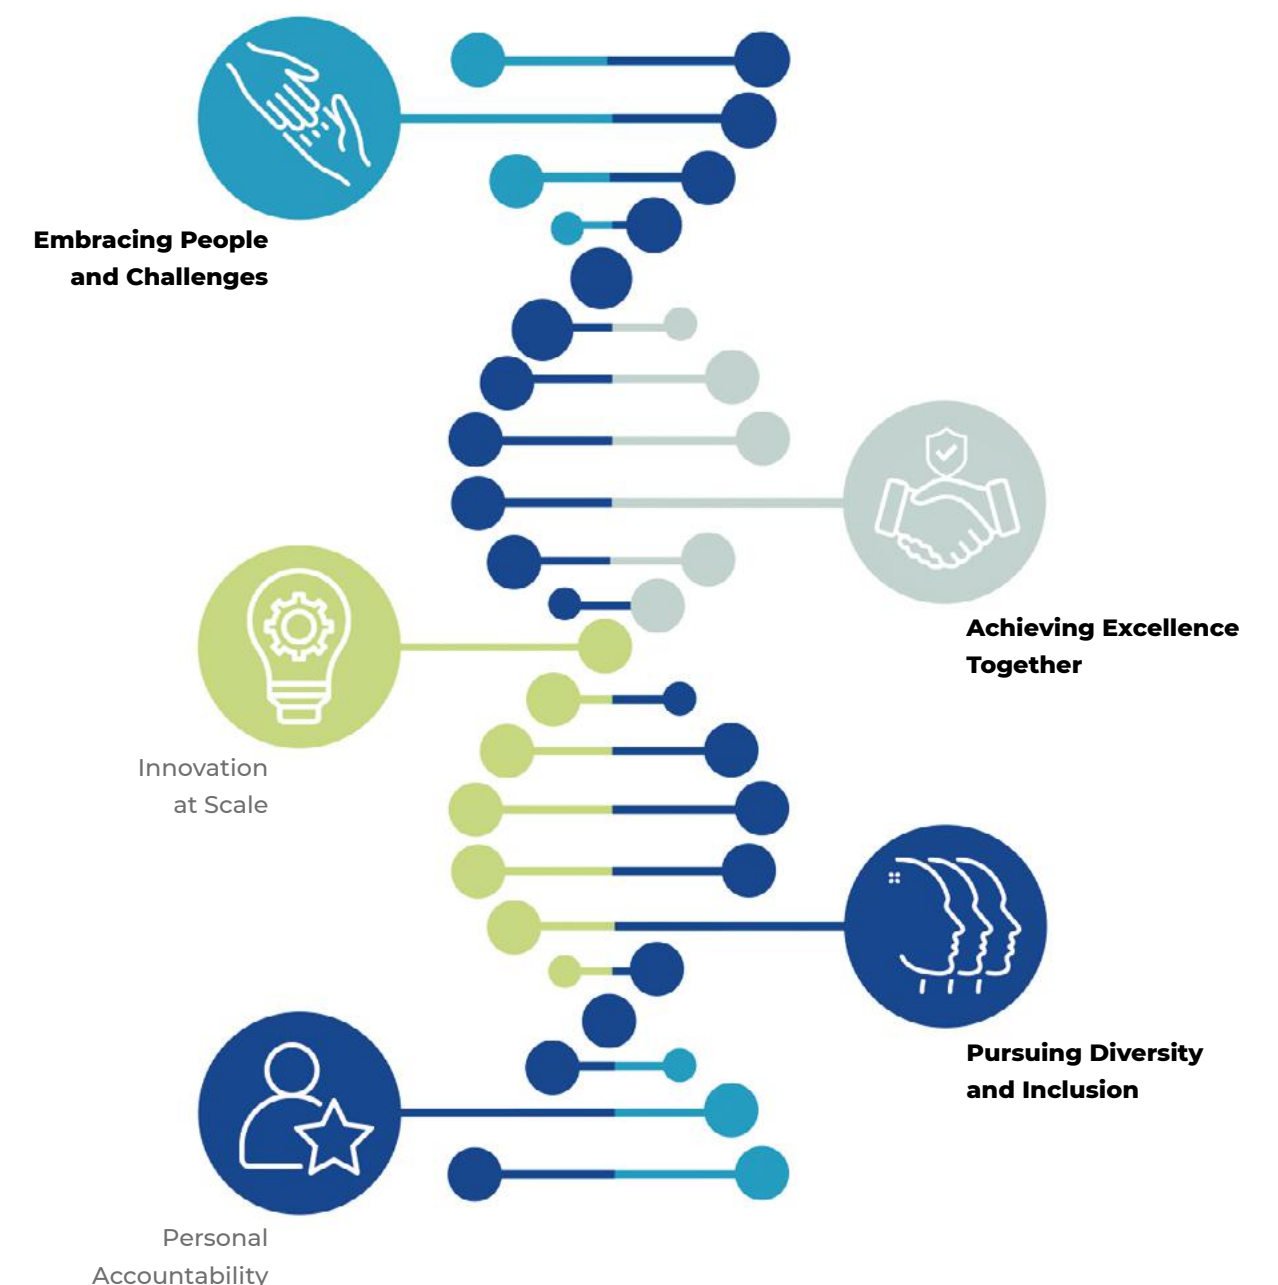 Embracing People
and Challenges
Achieving Excellence
Together
Innovation
at Scale
Pursuing Diversity
and Inclusion
Personal
Accountability